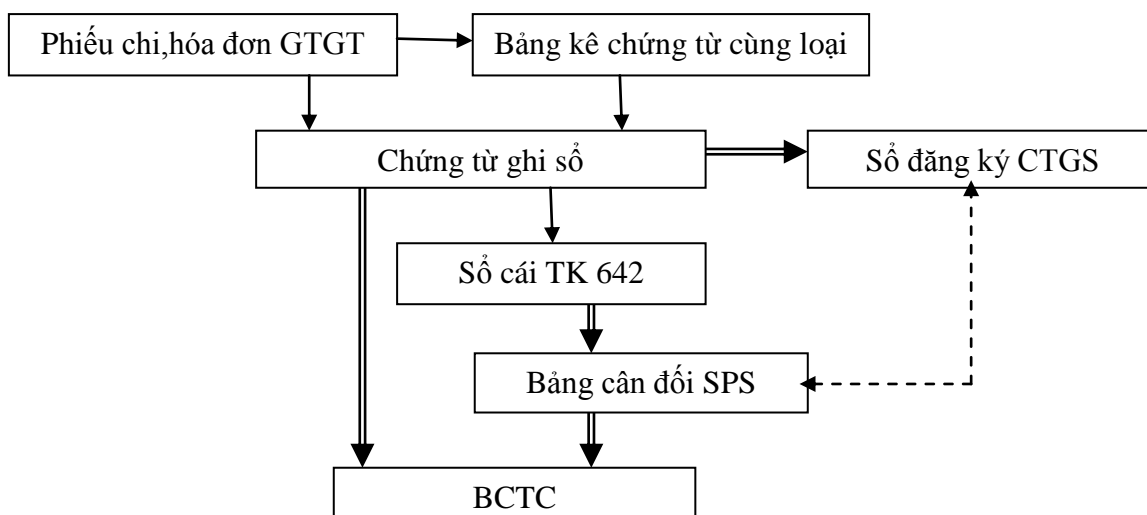 Phiếu chi,hóa đơn GTGT
Bảng kê chứng từ cùng loại
Chứng từ ghi sổ
Sổ đăng ký CTGS
Sổ cái TK 642
Bảng cân đối SPS
BCTC